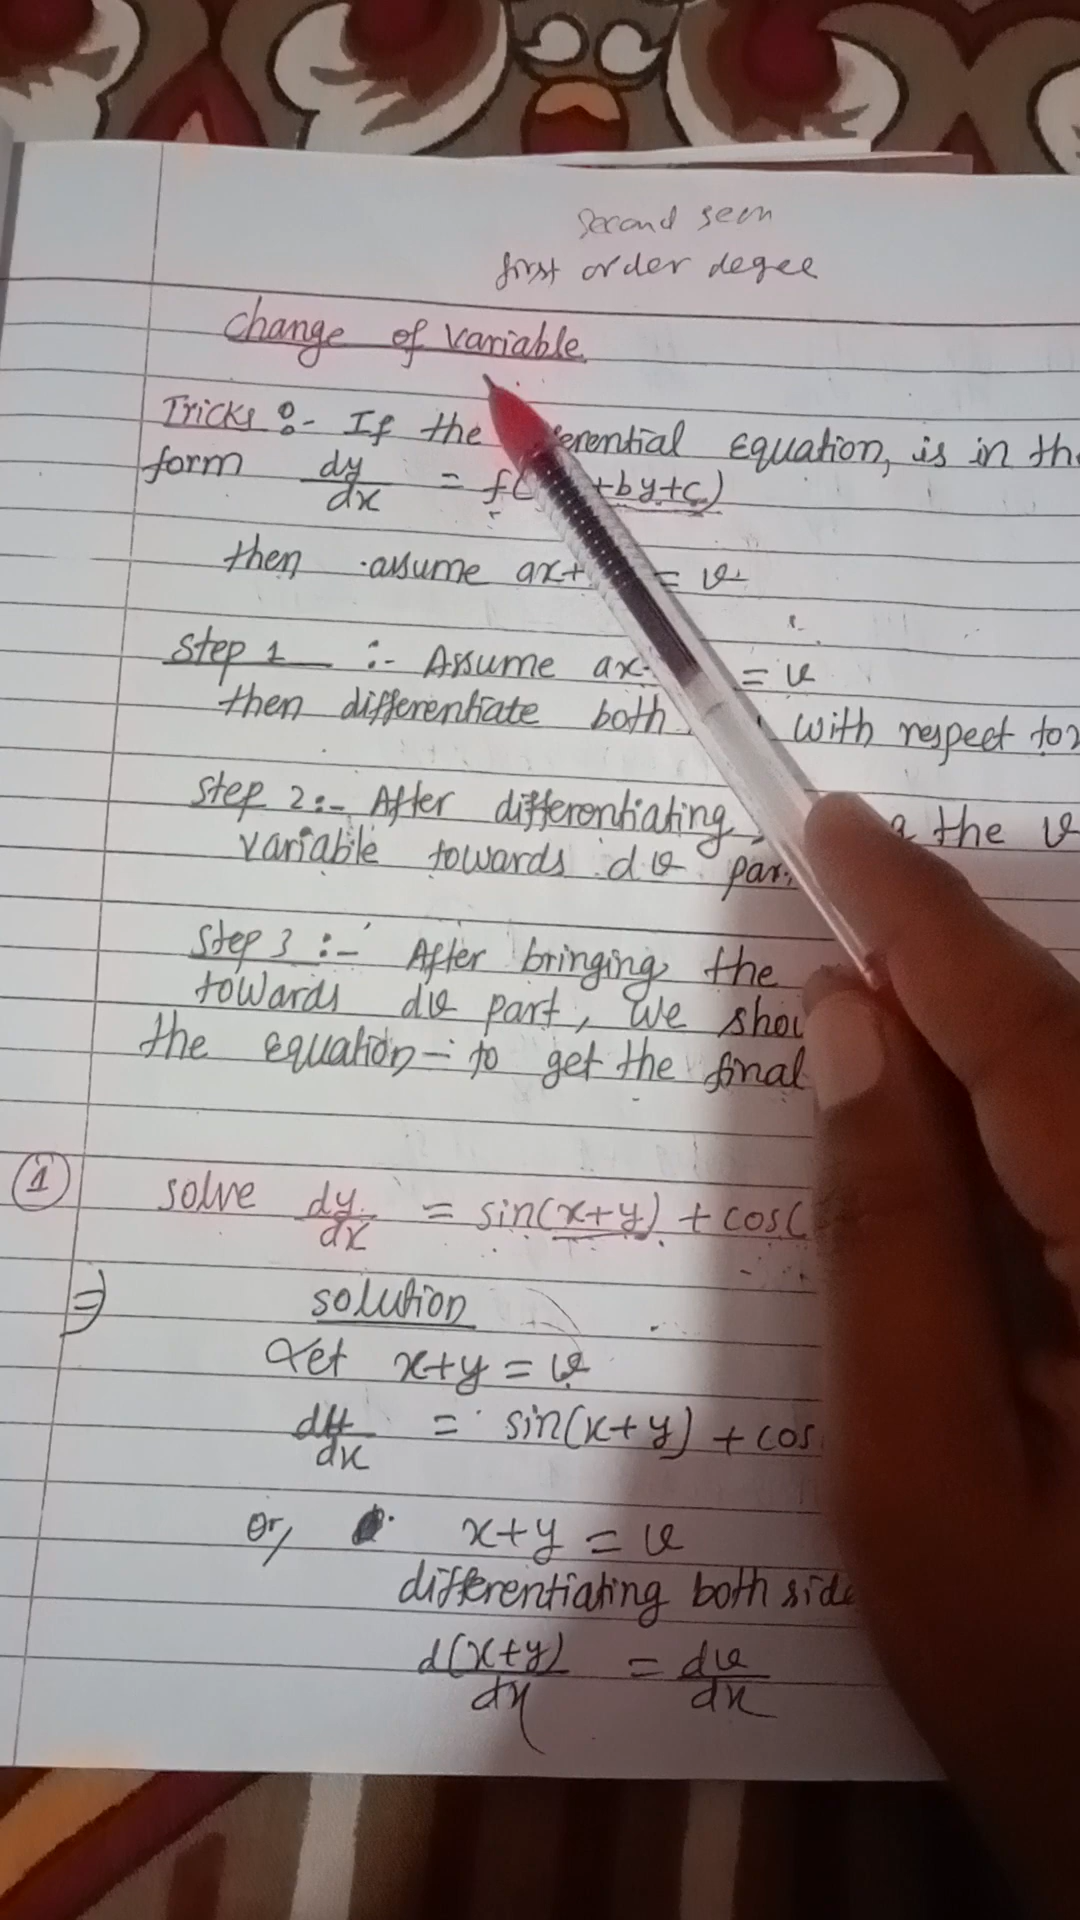 Second sem
first order degee
Change of variable
Tricks :- If the erential equation, is in the
form dy/dx = f( +by+c)
then assume ax+ = v
Step 1 :- Assume ax = v
then differentiate both with respect to
Step 2:- After differentiating the v
variable towards dv par
Step 3 :- After bringing the
towards dv part, we shou
the equation to get the final
1 solve dy/dx = sin(x+y) + cos(
⇒ solution
Let x+y = v
dy/dx = sin(x+y) + cos
or, x+y = v
differentiating both side
d(x+y)/dx = dv/dx